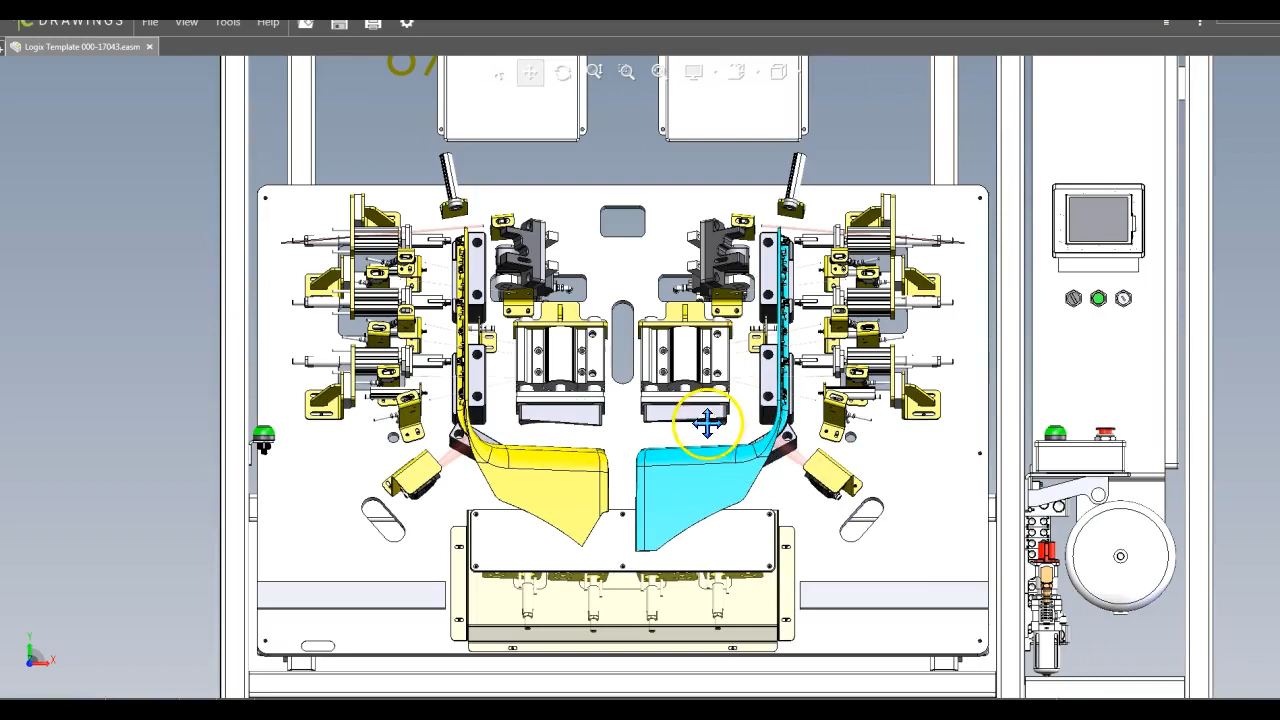 DRAWINGS File View Tools Help
Logix Template 000-17043.easm
Y
X